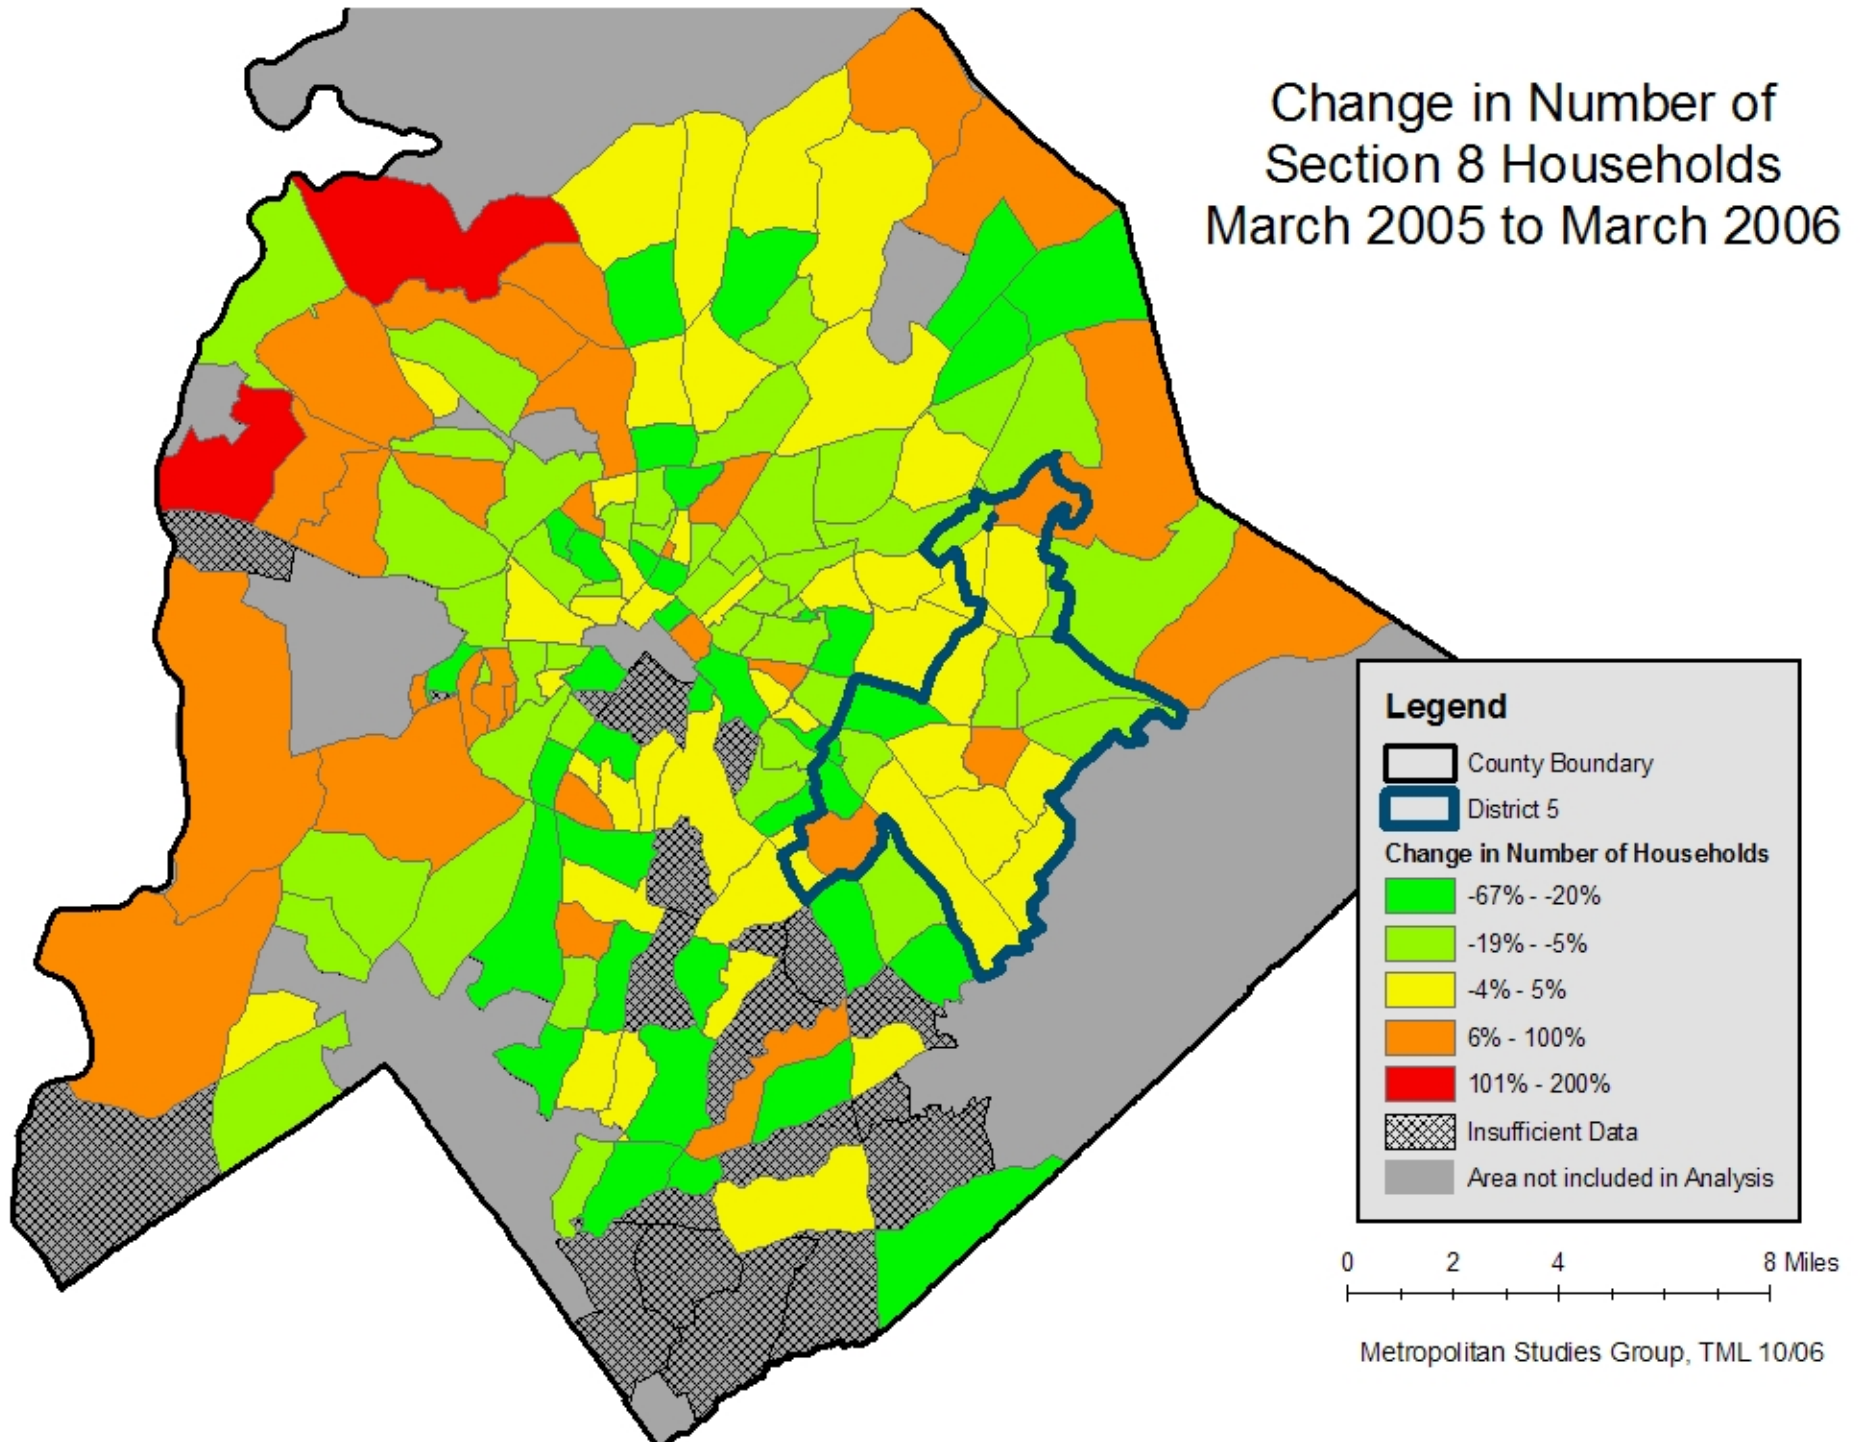 Change in Number of
Section 8 Households
March 2005 to March 2006
Legend
County Boundary
District 5
Change in Number of Households
-67% - -20%
-19% - -5%
-4% - 5%
6% - 100%
101% - 200%
Insufficient Data
Area not included in Analysis
0 2 4 8 Miles
Metropolitan Studies Group, TML 10/06